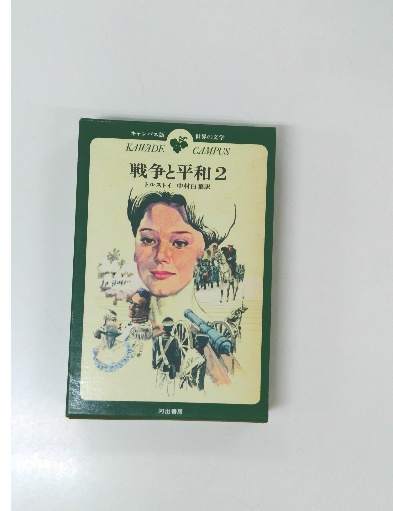 キャンパス版 世界の文学
KAWADE CAMPUS
戦争と平和2
トルストイ 中村白葉訳
河出書房